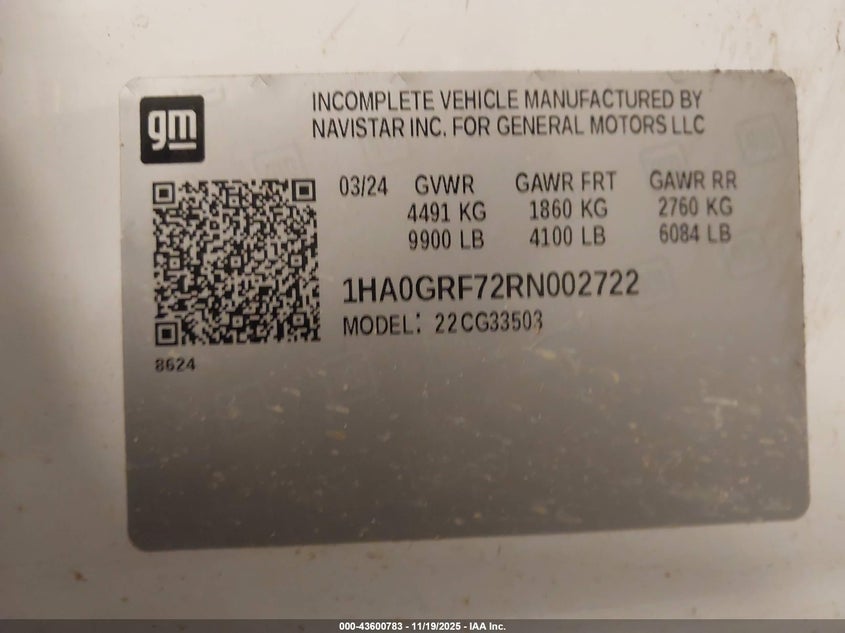 gm
INCOMPLETE VEHICLE MANUFACTURED BY
NAVISTAR INC. FOR GENERAL MOTORS LLC
03/24 GVWR GAWR FRT GAWR RR
4491 KG 1860 KG 2760 KG
9900 LB 4100 LB 6084 LB
1HA0GRF72RN002722
MODEL: 22CG33503
8624
000-43600783 - 11/19/2025 - IAA Inc.